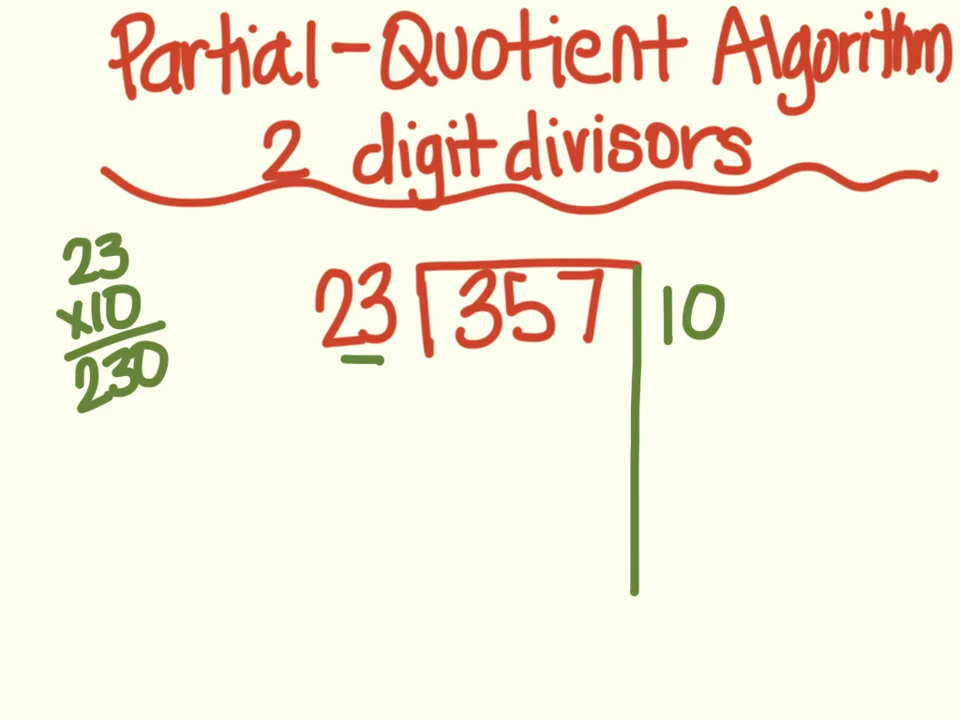 Partial-Quotient Algorithm
2 digit divisors
23
x10
230
23 357 10